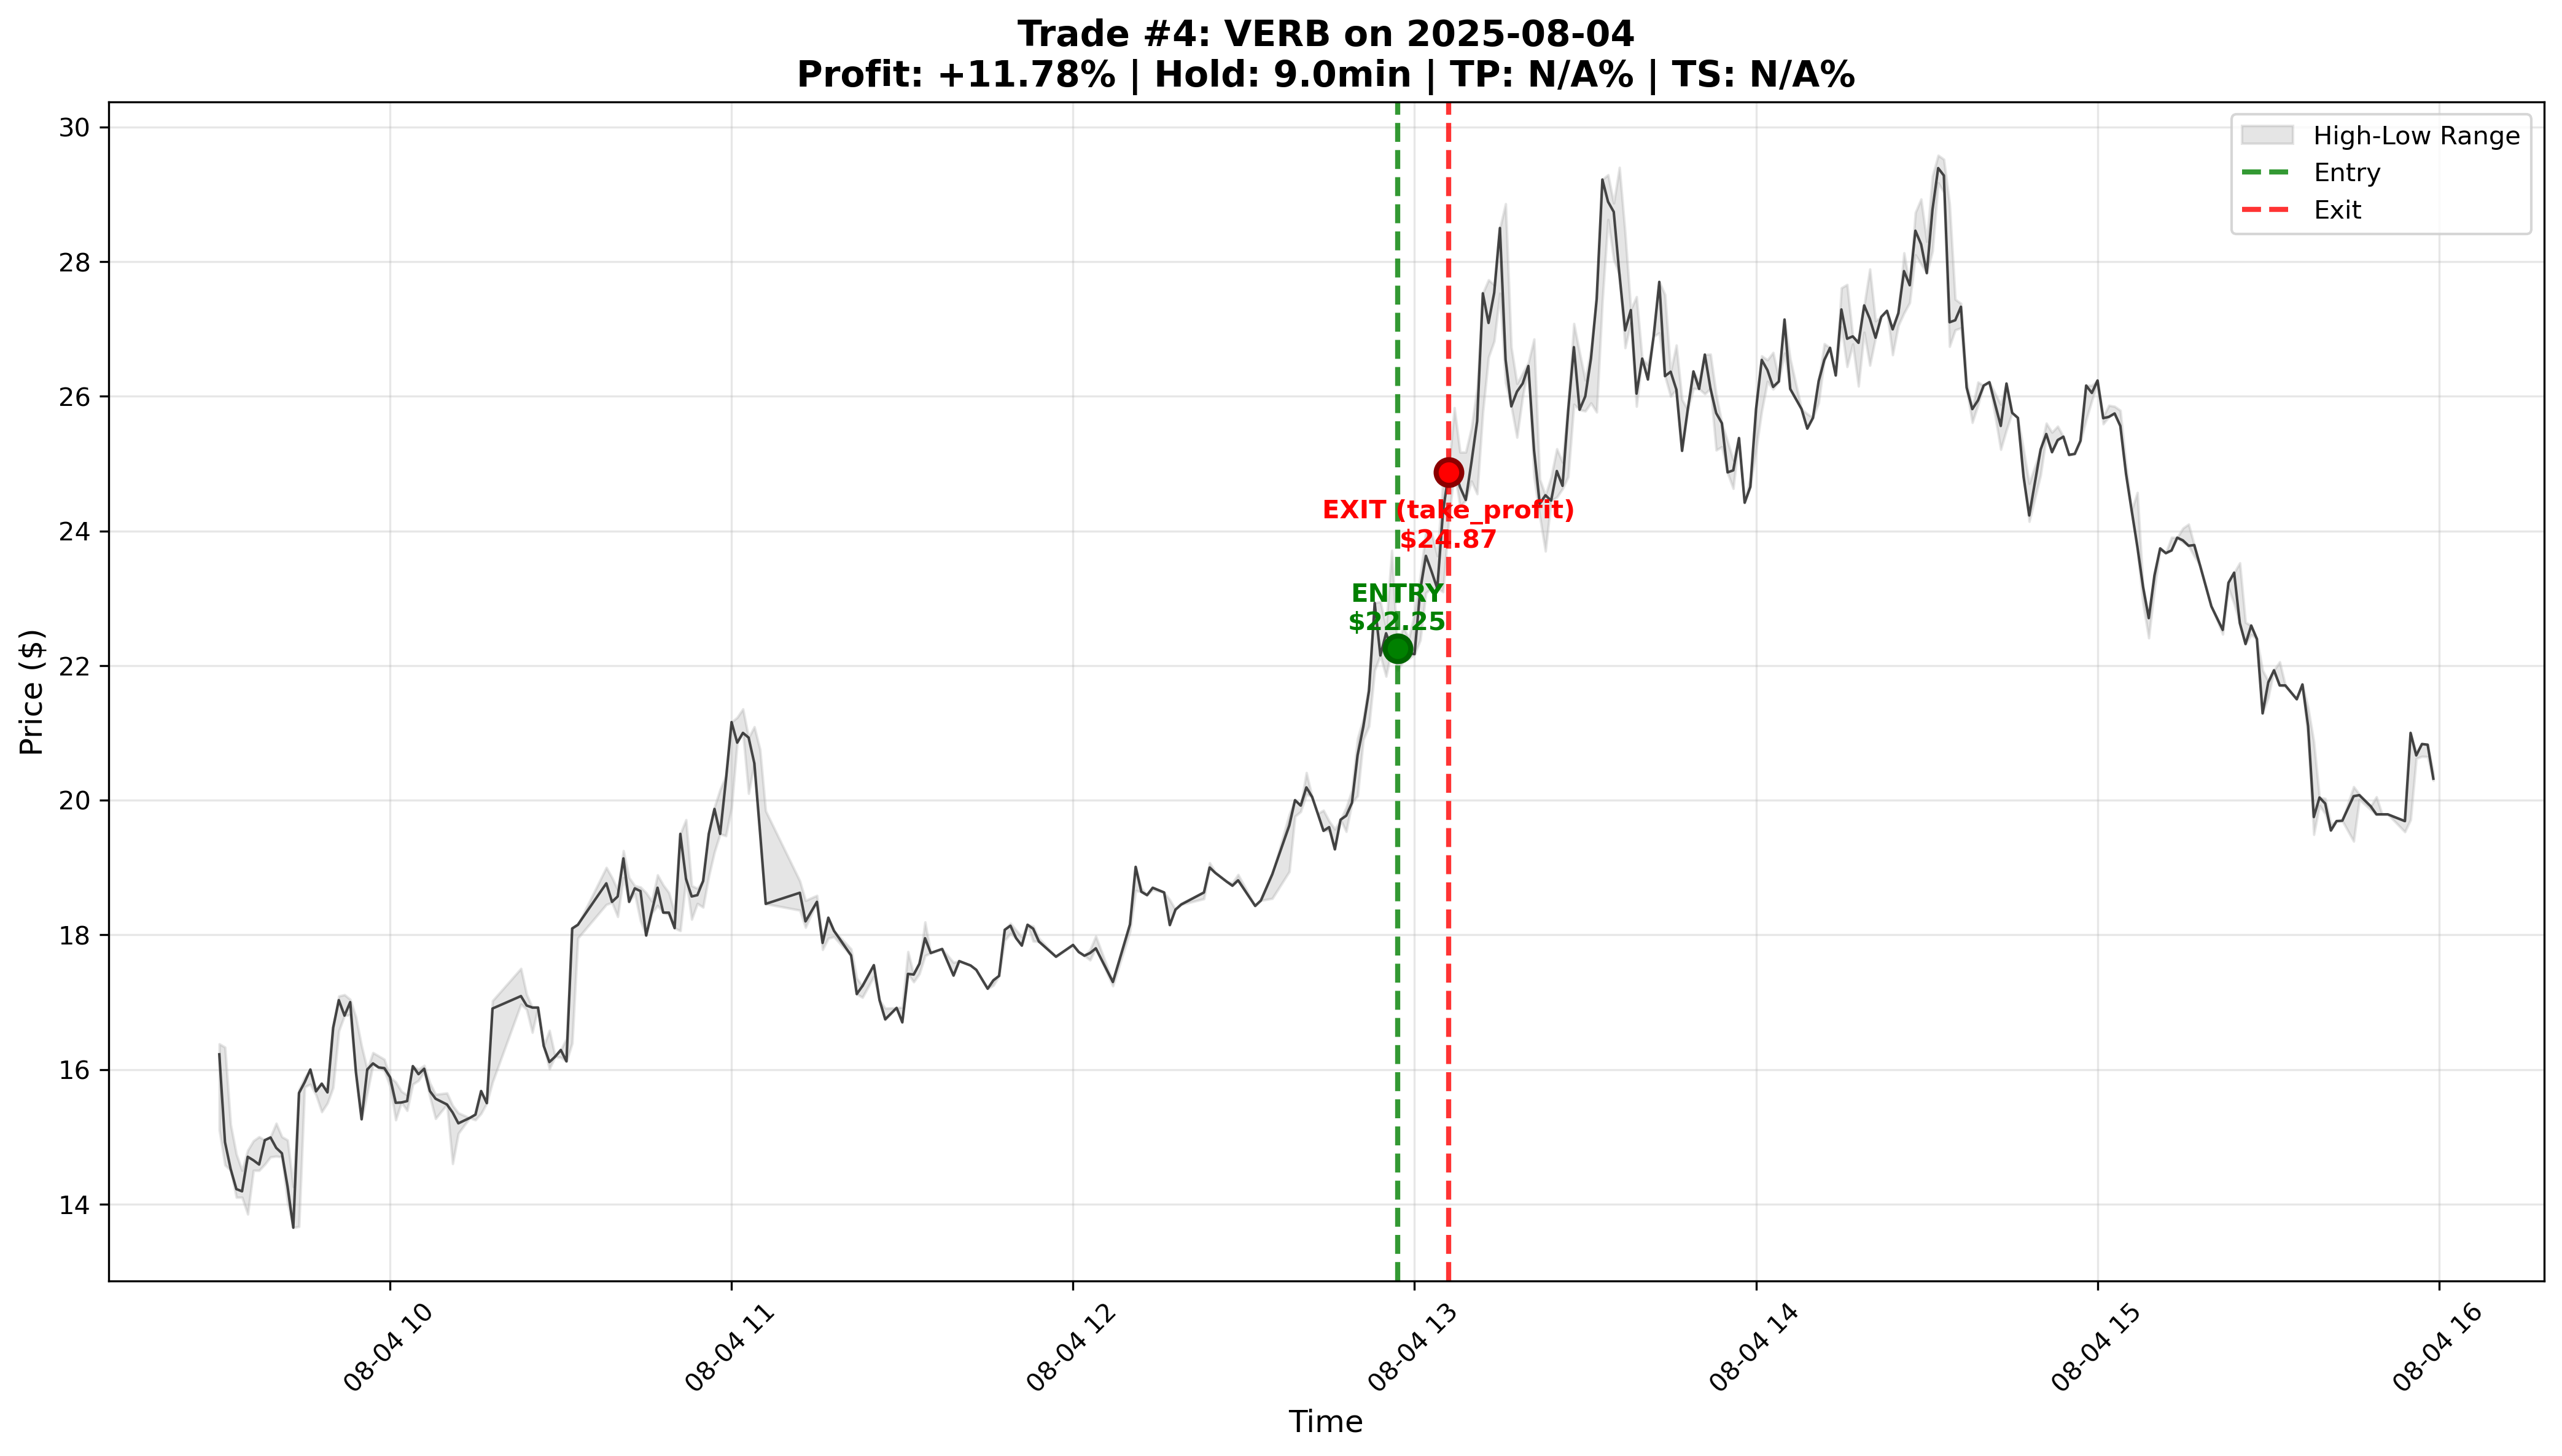 Trade #4: VERB on 2025-08-04
Profit: +11.78% | Hold: 9.0min | TP: N/A% | TS: N/A%
High-Low Range
Entry
Exit
30
28
26
24
22
20
18
16
14
Price ($)
EXIT (take_profit)
$24.87
ENTRY
$22.25
08-04 10
08-04 11
08-04 12
08-04 13
08-04 14
08-04 15
08-04 16
Time